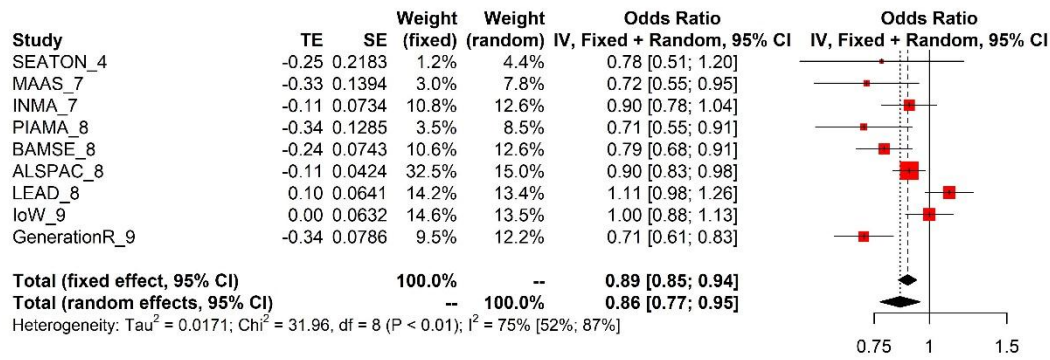 Weight Weight Odds Ratio Odds Ratio
Study TE SE (fixed) (random) IV, Fixed + Random, 95% CI IV, Fixed + Random, 95% CI
SEATON_4 -0.25 0.2183 1.2% 4.4% 0.78 [0.51; 1.20]
MAAS_7 -0.33 0.1394 3.0% 7.8% 0.72 [0.55; 0.95]
INMA_7 -0.11 0.0734 10.8% 12.6% 0.90 [0.78; 1.04]
PIAMA_8 -0.34 0.1285 3.5% 8.5% 0.71 [0.55; 0.91]
BAMSE_8 -0.24 0.0743 10.6% 12.6% 0.79 [0.68; 0.91]
ALSPAC_8 -0.11 0.0424 32.5% 15.0% 0.90 [0.83; 0.98]
LEAD_8 0.10 0.0641 14.2% 13.4% 1.11 [0.98; 1.26]
IoW_9 0.00 0.0632 14.6% 13.5% 1.00 [0.88; 1.13]
GenerationR_9 -0.34 0.0786 9.5% 12.2% 0.71 [0.61; 0.83]
Total (fixed effect, 95% CI) 100.0% -- 0.89 [0.85; 0.94]
Total (random effects, 95% CI) -- 100.0% 0.86 [0.77; 0.95]
Heterogeneity: Tau² = 0.0171; Chi² = 31.96, df = 8 (P < 0.01); I² = 75% [52%; 87%]
0.75 1 1.5